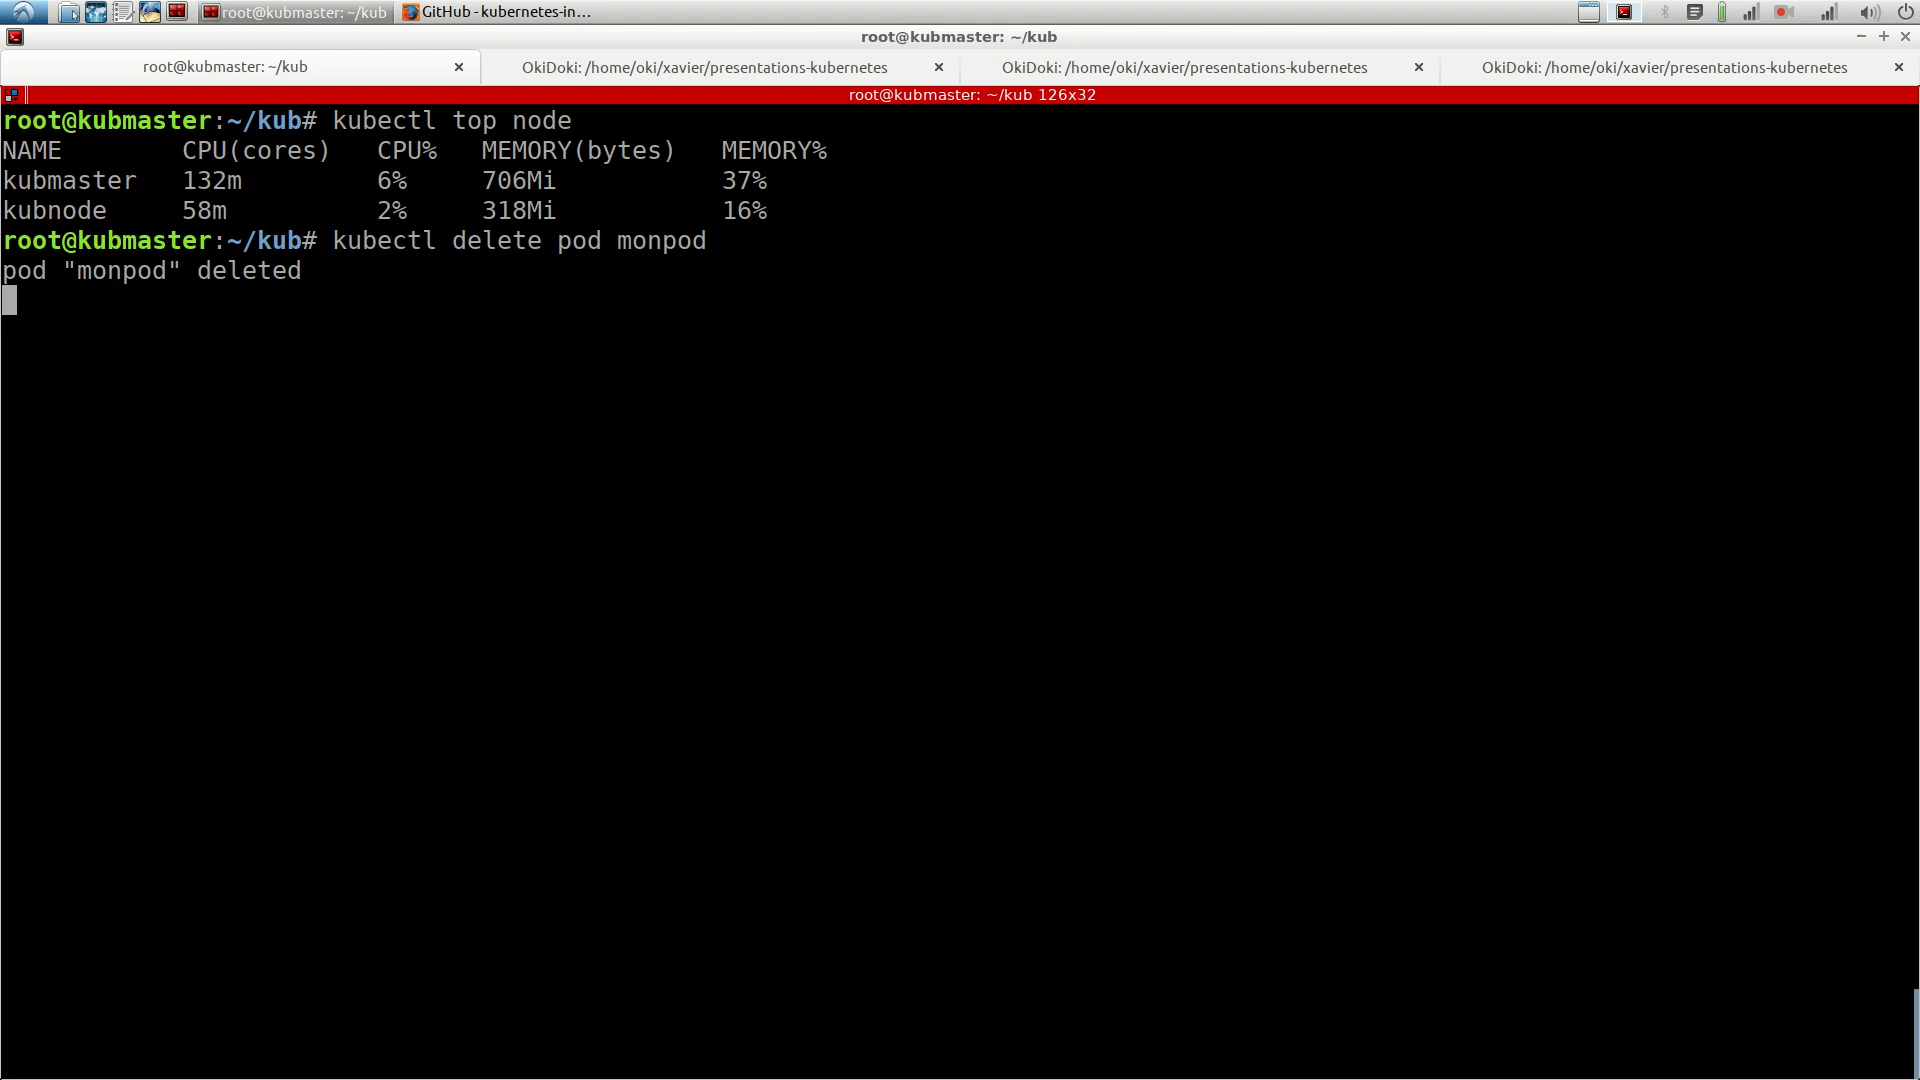 root@kubmaster: ~/kub
GitHub - kubernetes-in...
root@kubmaster: ~/kub
root@kubmaster: ~/kub
OkiDoki: /home/oki/xavier/presentations-kubernetes
OkiDoki: /home/oki/xavier/presentations-kubernetes
OkiDoki: /home/oki/xavier/presentations-kubernetes
root@kubmaster: ~/kub 126x32
root@kubmaster:~/kub# kubectl top node
NAME CPU(cores) CPU% MEMORY(bytes) MEMORY%
kubmaster 132m 6% 706Mi 37%
kubnode 58m 2% 318Mi 16%
root@kubmaster:~/kub# kubectl delete pod monpod
pod "monpod" deleted